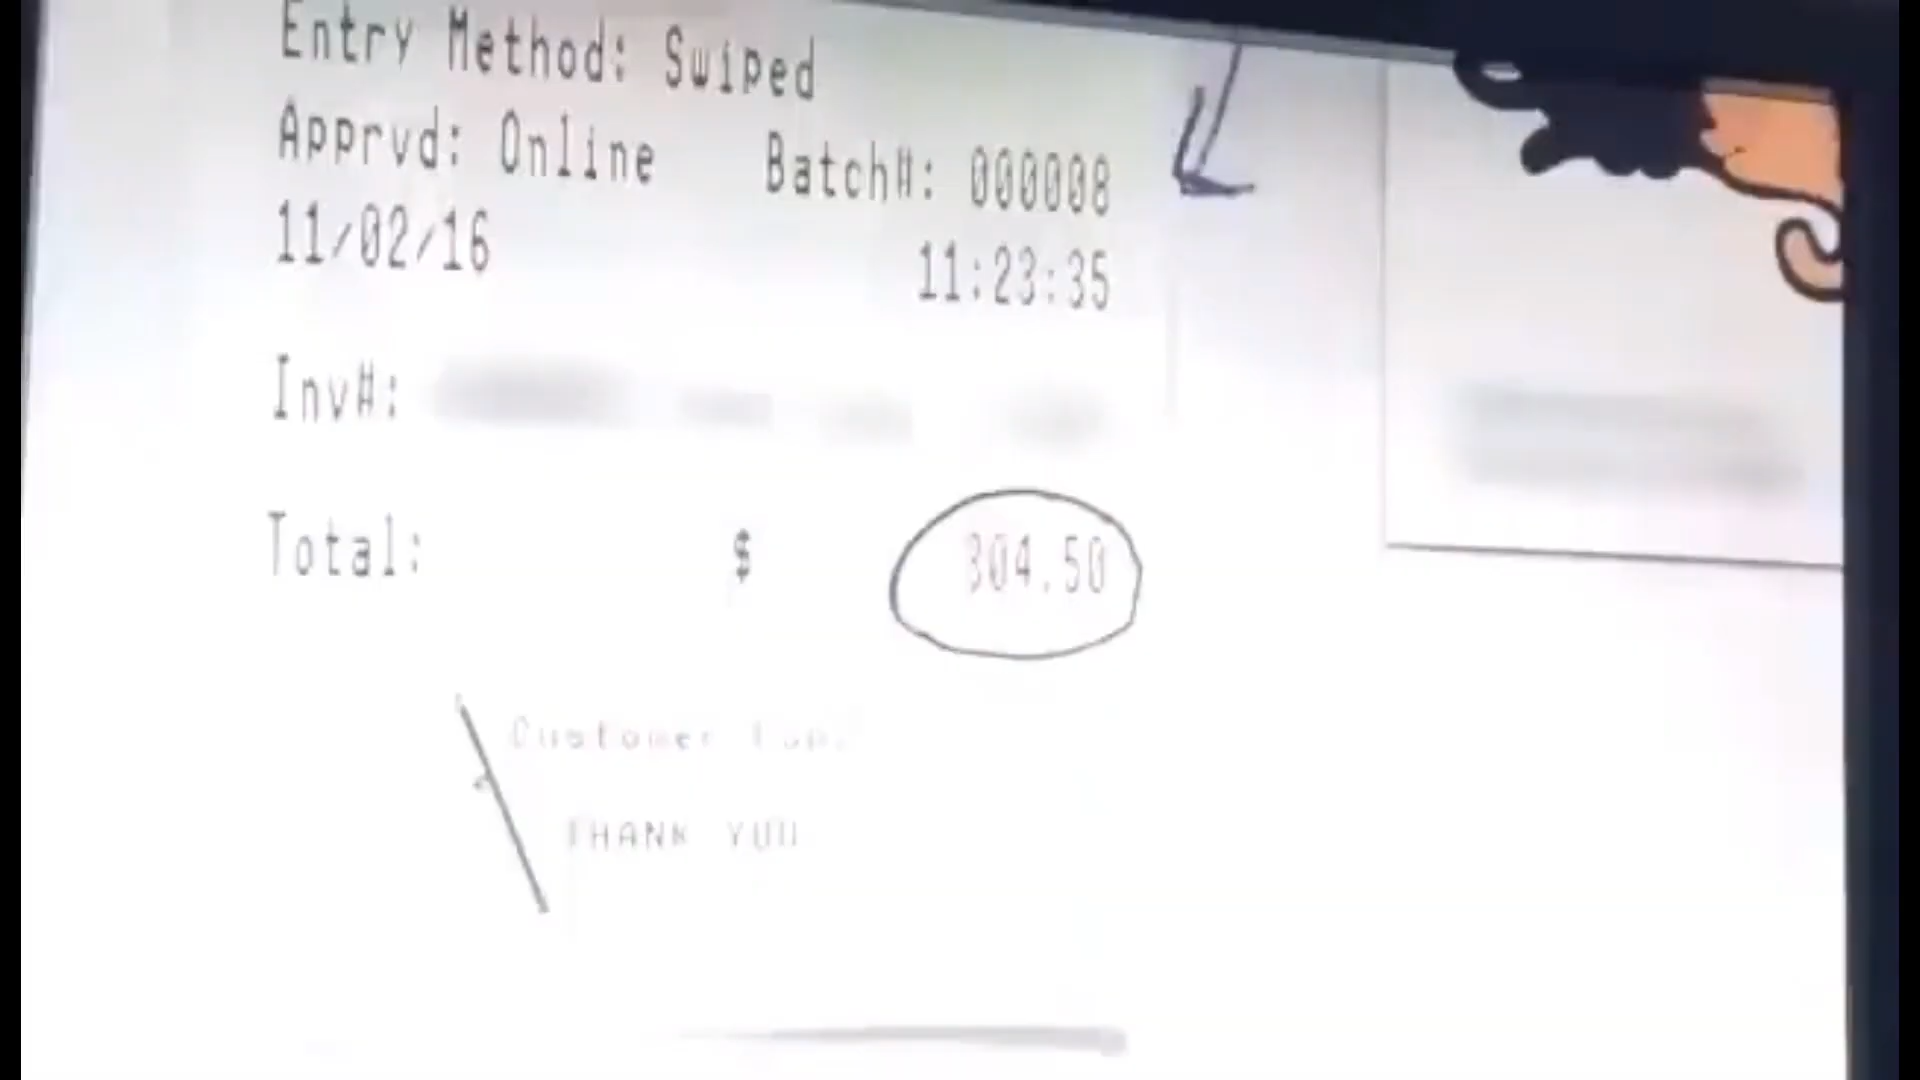 Entry Method: Swiped
Apprvd: Online Batch#: 000008
11/02/16 11:23:35
Inv#:
Total: $ 304.50
Customer Copy
THANK YOU